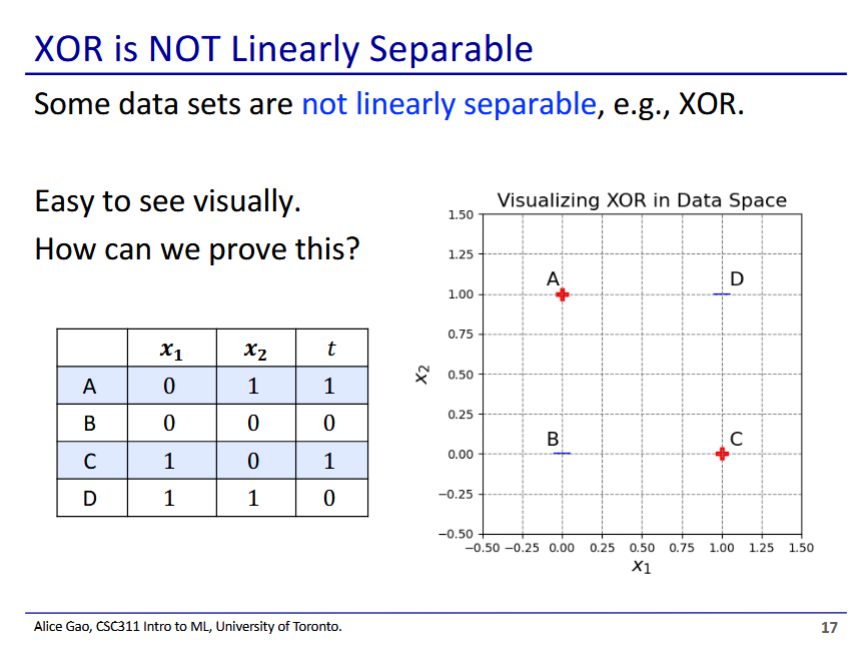 XOR is NOT Linearly Separable
Some data sets are not linearly separable, e.g., XOR.
Easy to see visually.
How can we prove this?
x₁ x₂ t
A 0 1 1
B 0 0 0
C 1 0 1
D 1 1 0
Visualizing XOR in Data Space
1.50
1.25
1.00
0.75
0.50
0.25
0.00
−0.25
−0.50
x₂
A
D
B
C
−0.50 −0.25 0.00 0.25 0.50 0.75 1.00 1.25 1.50
x₁
Alice Gao, CSC311 Intro to ML, University of Toronto.
17